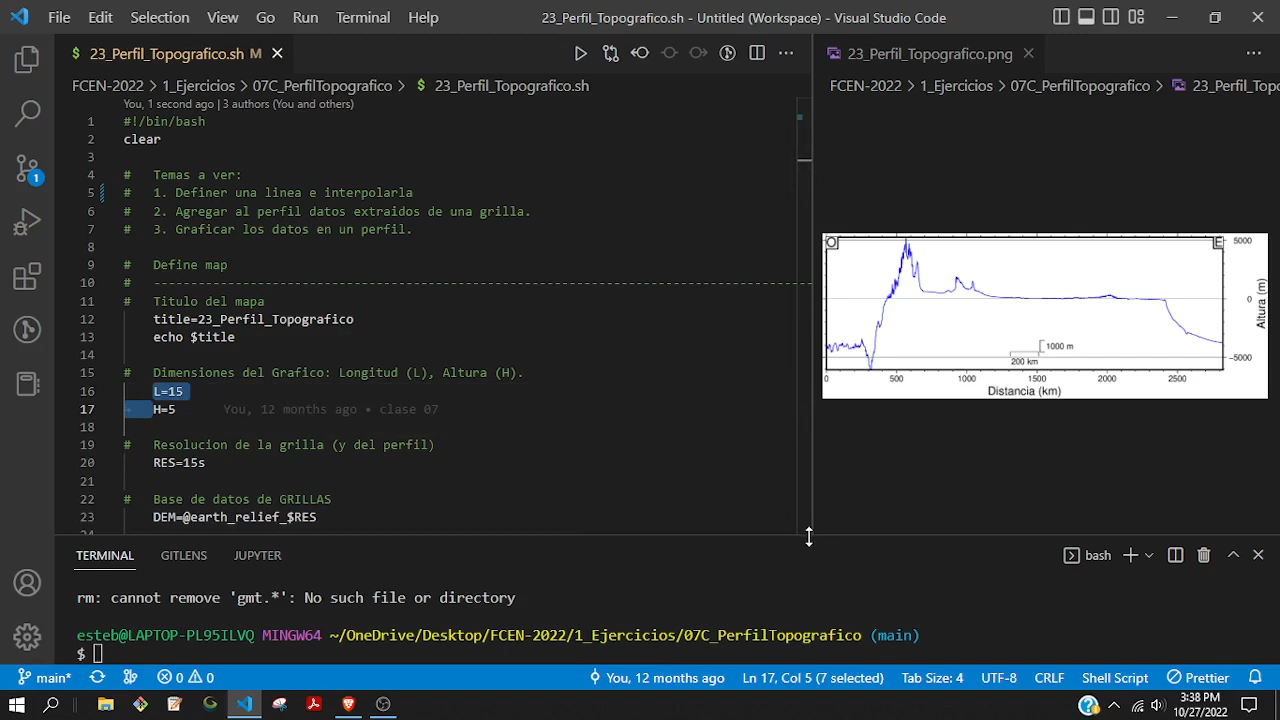 File Edit Selection View Go Run Terminal Help
23_Perfil_Topografico.sh - Untitled (Workspace) - Visual Studio Code
$ 23_Perfil_Topografico.sh M
23_Perfil_Topografico.png
FCEN-2022 > 1_Ejercicios > 07C_PerfilTopografico > $ 23_Perfil_Topografico.sh
FCEN-2022 > 1_Ejercicios > 07C_PerfilTopografico > 23_Perfil_Topo
You, 1 second ago | 3 authors (You and others)
1 #!/bin/bash
2 clear
3
4 # Temas a ver:
5 # 1. Definer una linea e interpolarla
6 # 2. Agregar al perfil datos extraidos de una grilla.
7 # 3. Graficar los datos en un perfil.
8
9 # Define map
10 # -----------------------------------------------------------------------------------------
11 # Titulo del mapa
12 title=23_Perfil_Topografico
13 echo $title
14
15 # Dimensiones del Grafico: Longitud (L), Altura (H).
16 L=15
17 H=5 You, 12 months ago • clase 07
18
19 # Resolucion de la grilla (y del perfil)
20 RES=15s
21
22 # Base de datos de GRILLAS
23 DEM=@earth_relief_$RES
O E
5000
0
Altura (m)
1000 m
200 km
−5000
0 500 1000 1500 2000 2500
Distancia (km)
TERMINAL GITLENS JUPYTER
bash
rm: cannot remove 'gmt.*': No such file or directory
esteb@LAPTOP-PL95ILVQ MINGW64 ~/OneDrive/Desktop/FCEN-2022/1_Ejercicios/07C_PerfilTopografico (main)
$
1
main* 0 0 You, 12 months ago Ln 17, Col 5 (7 selected) Tab Size: 4 UTF-8 CRLF Shell Script Prettier
3:38 PM
10/27/2022